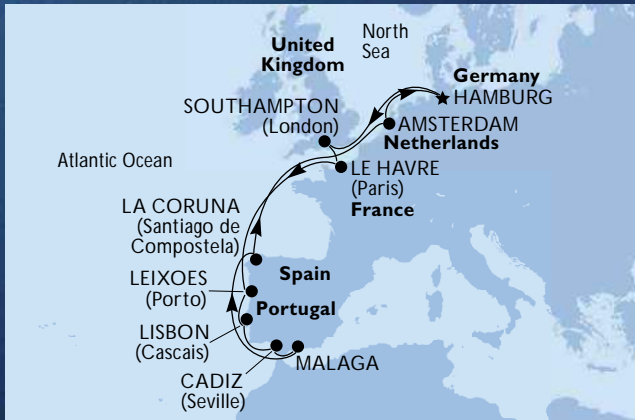 North
Sea
United
Kingdom
Germany
HAMBURG
SOUTHAMPTON
(London)
AMSTERDAM
Netherlands
Atlantic Ocean
LE HAVRE
(Paris)
France
LA CORUNA
(Santiago de
Compostela)
Spain
LEIXOES
(Porto)
Portugal
LISBON
(Cascais)
MALAGA
CADIZ
(Seville)